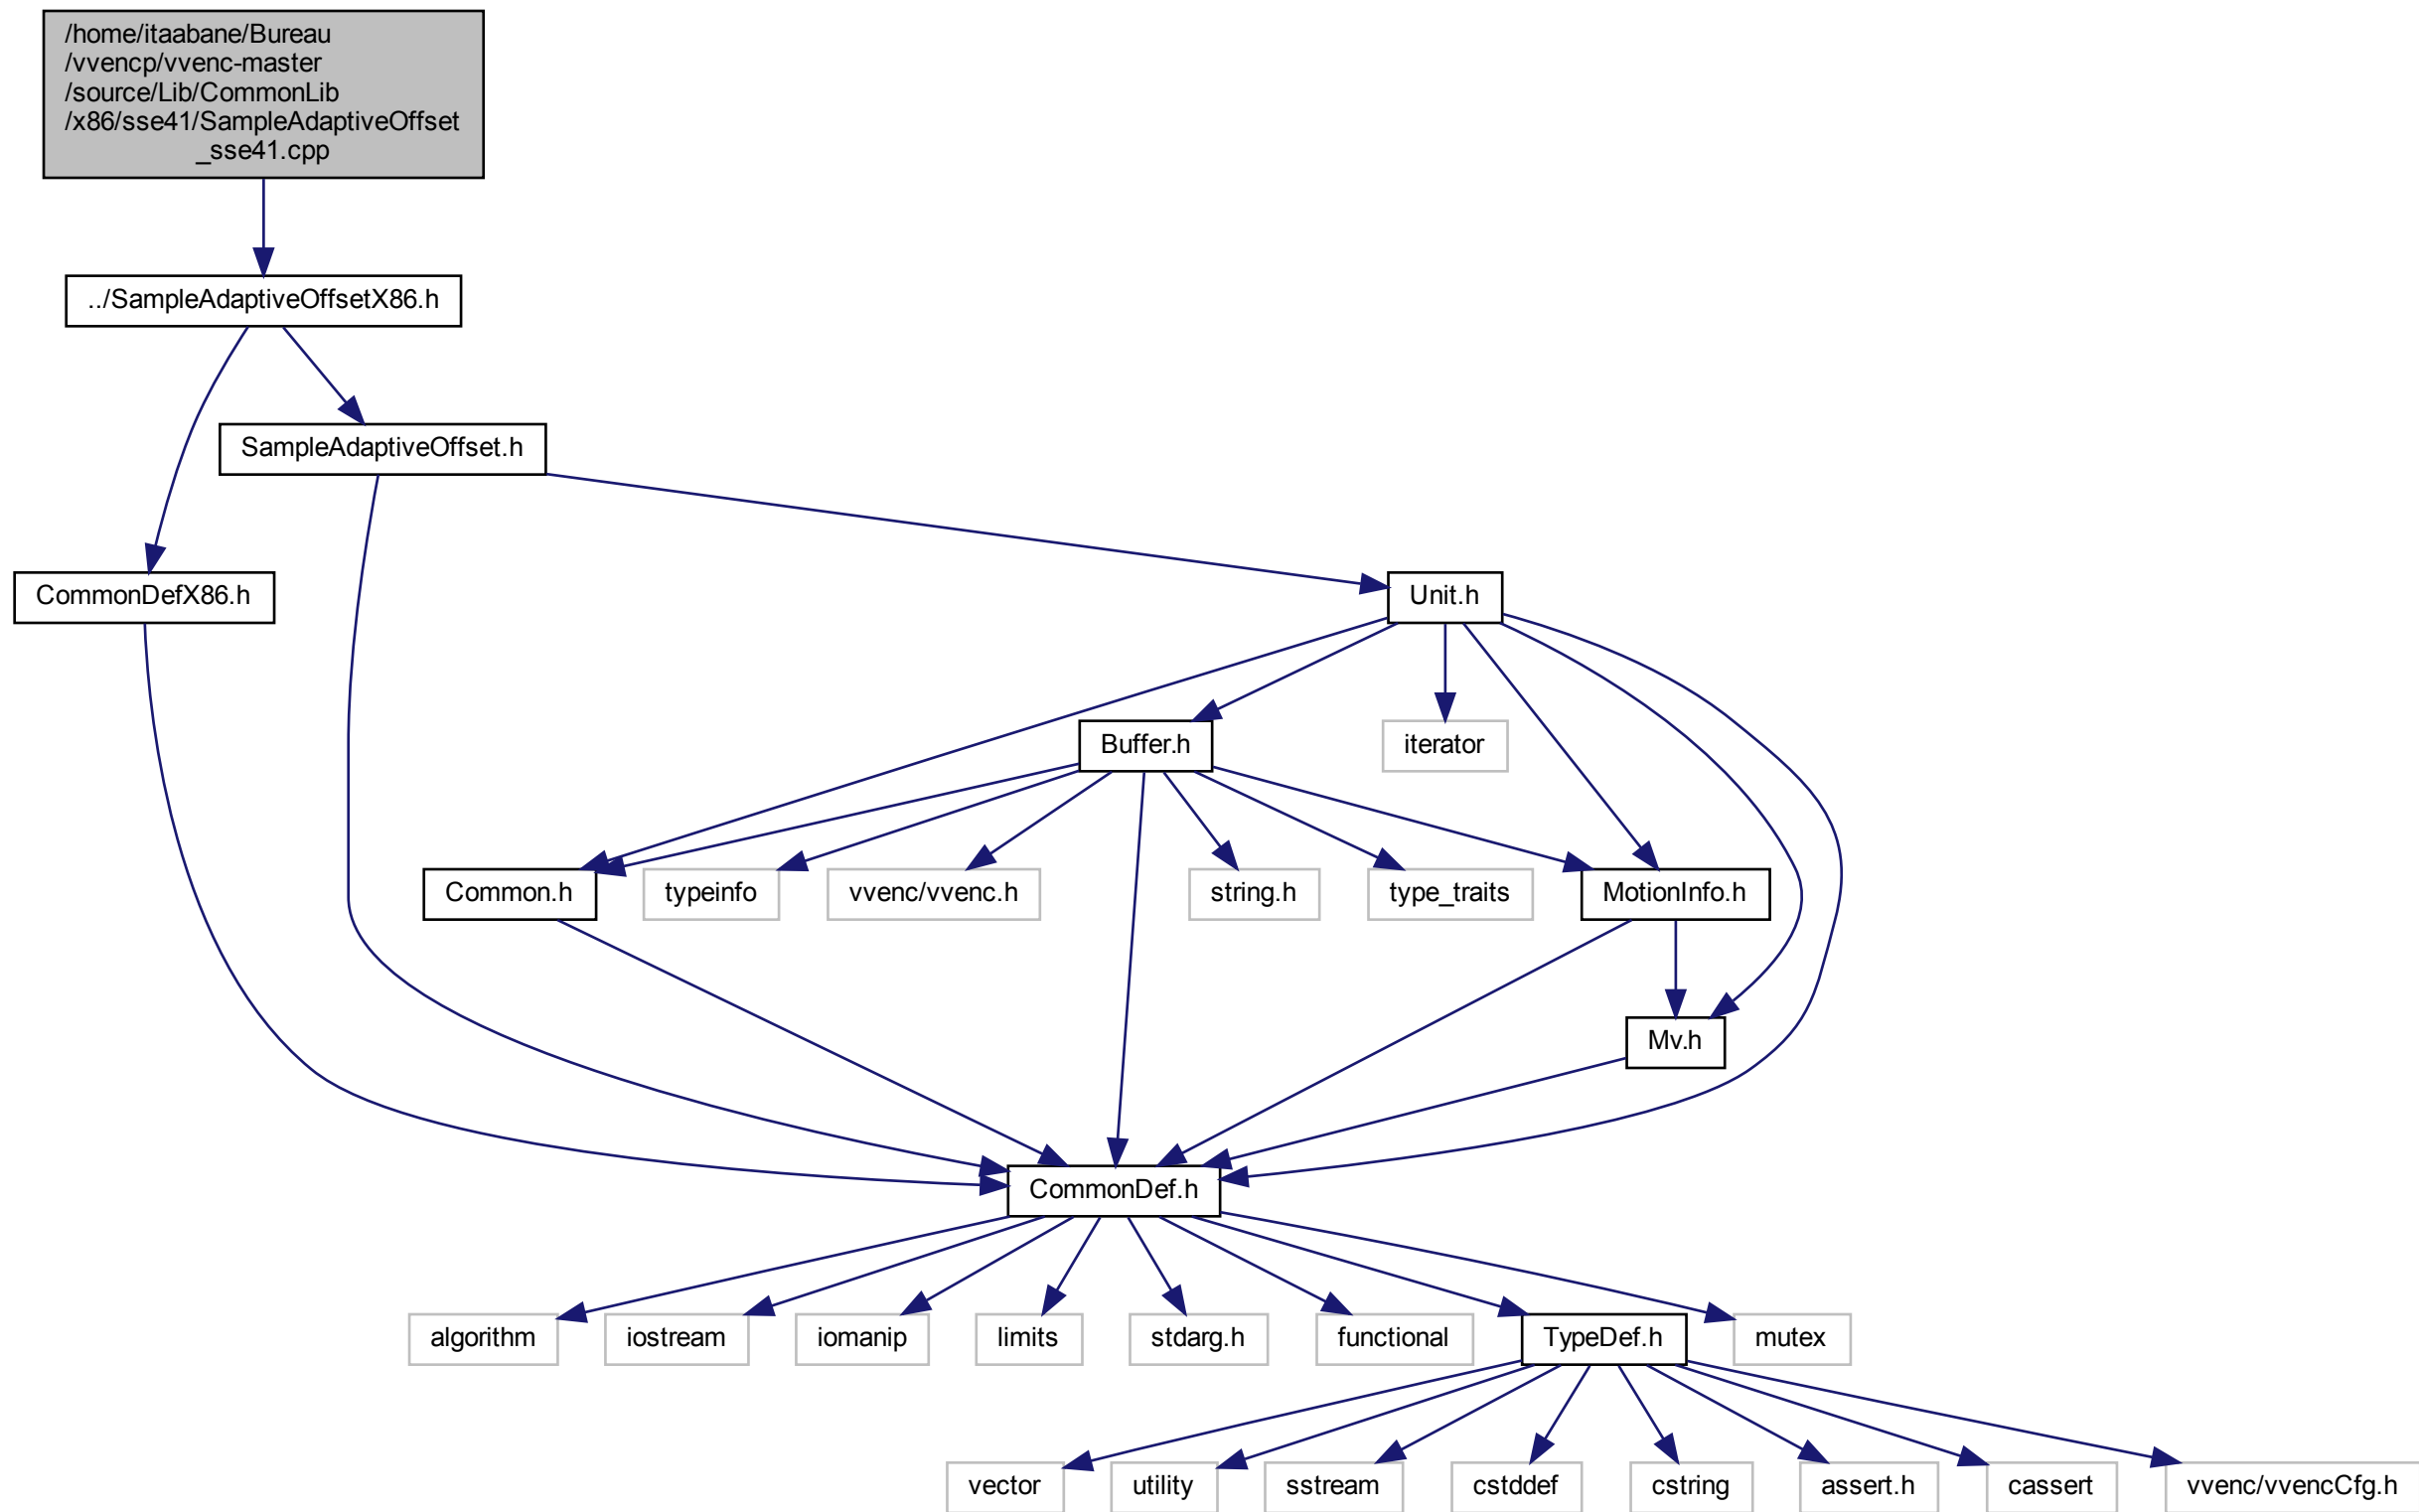 /home/itaabane/Bureau
/vvencp/vvenc-master
/source/Lib/CommonLib
/x86/sse41/SampleAdaptiveOffset
_sse41.cpp
../SampleAdaptiveOffsetX86.h
SampleAdaptiveOffset.h
CommonDefX86.h
Unit.h
Buffer.h
iterator
Common.h
typeinfo
vvenc/vvenc.h
string.h
type_traits
MotionInfo.h
Mv.h
CommonDef.h
algorithm
iostream
iomanip
limits
stdarg.h
functional
TypeDef.h
mutex
vector
utility
sstream
cstddef
cstring
assert.h
cassert
vvenc/vvencCfg.h